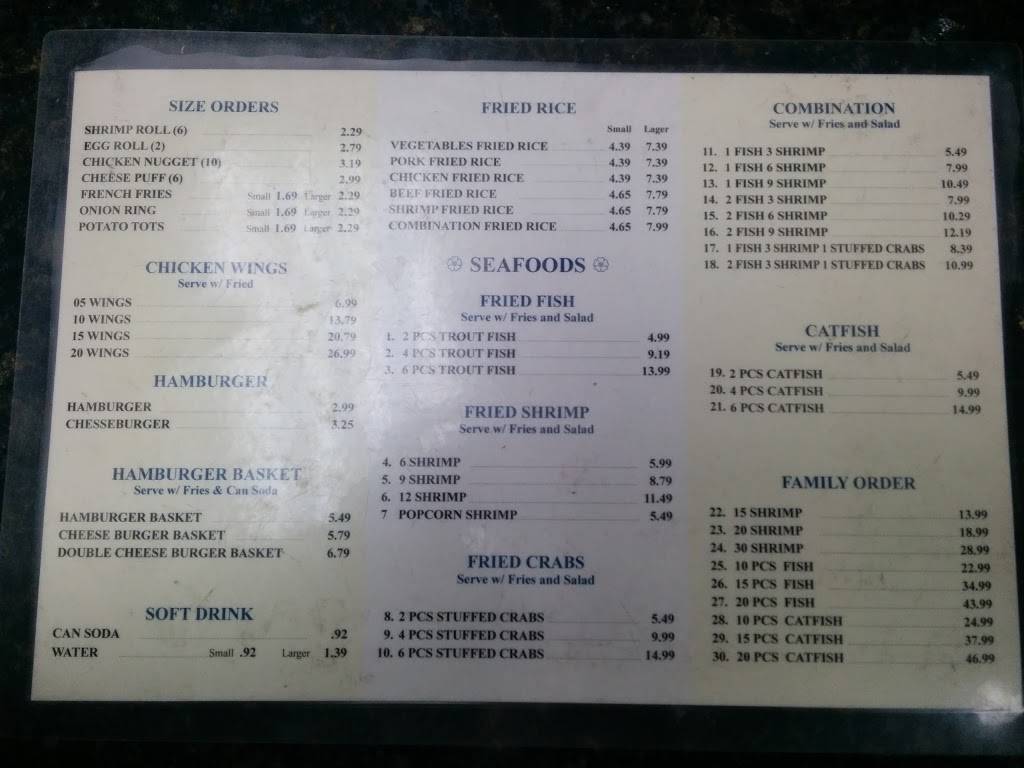 SIZE ORDERS
SHRIMP ROLL (6) 2.29
EGG ROLL (2) 2.79
CHICKEN NUGGET (10) 3.19
CHEESE PUFF (6) 2.99
FRENCH FRIES Small 1.69 Larger 2.29
ONION RING Small 1.69 Larger 2.29
POTATO TOTS Small 1.69 Larger 2.29
CHICKEN WINGS
Serve w/ Fried
05 WINGS 6.99
10 WINGS 13.79
15 WINGS 20.79
20 WINGS 26.99
HAMBURGER
HAMBURGER 2.99
CHESSEBURGER 3.25
HAMBURGER BASKET
Serve w/ Fries & Can Soda
HAMBURGER BASKET 5.49
CHEESE BURGER BASKET 5.79
DOUBLE CHEESE BURGER BASKET 6.79
SOFT DRINK
CAN SODA .92
WATER Small .92 Larger 1.39
FRIED RICE
Small Lager
VEGETABLES FRIED RICE 4.39 7.39
PORK FRIED RICE 4.39 7.39
CHICKEN FRIED RICE 4.39 7.39
BEEF FRIED RICE 4.65 7.79
SHRIMP FRIED RICE 4.65 7.79
COMBINATION FRIED RICE 4.65 7.99
SEAFOODS
FRIED FISH
Serve w/ Fries and Salad
1. 2 PCS TROUT FISH 4.99
2. 4 PCS TROUT FISH 9.19
3. 6 PCS TROUT FISH 13.99
FRIED SHRIMP
Serve w/ Fries and Salad
4. 6 SHRIMP 5.99
5. 9 SHRIMP 8.79
6. 12 SHRIMP 11.49
7 POPCORN SHRIMP 5.49
FRIED CRABS
Serve w/ Fries and Salad
8. 2 PCS STUFFED CRABS 5.49
9. 4 PCS STUFFED CRABS 9.99
10. 6 PCS STUFFED CRABS 14.99
COMBINATION
Serve w/ Fries and Salad
11. 1 FISH 3 SHRIMP 5.49
12. 1 FISH 6 SHRIMP 7.99
13. 1 FISH 9 SHRIMP 10.49
14. 2 FISH 3 SHRIMP 7.99
15. 2 FISH 6 SHRIMP 10.29
16. 2 FISH 9 SHRIMP 12.19
17. 1 FISH 3 SHRIMP 1 STUFFED CRABS 8.39
18. 2 FISH 3 SHRIMP 1 STUFFED CRABS 10.99
CATFISH
Serve w/ Fries and Salad
19. 2 PCS CATFISH 5.49
20. 4 PCS CATFISH 9.99
21. 6 PCS CATFISH 14.99
FAMILY ORDER
22. 15 SHRIMP 13.99
23. 20 SHRIMP 18.99
24. 30 SHRIMP 28.99
25. 10 PCS FISH 22.99
26. 15 PCS FISH 34.99
27. 20 PCS FISH 43.99
28. 10 PCS CATFISH 24.99
29. 15 PCS CATFISH 37.99
30. 20 PCS CATFISH 46.99